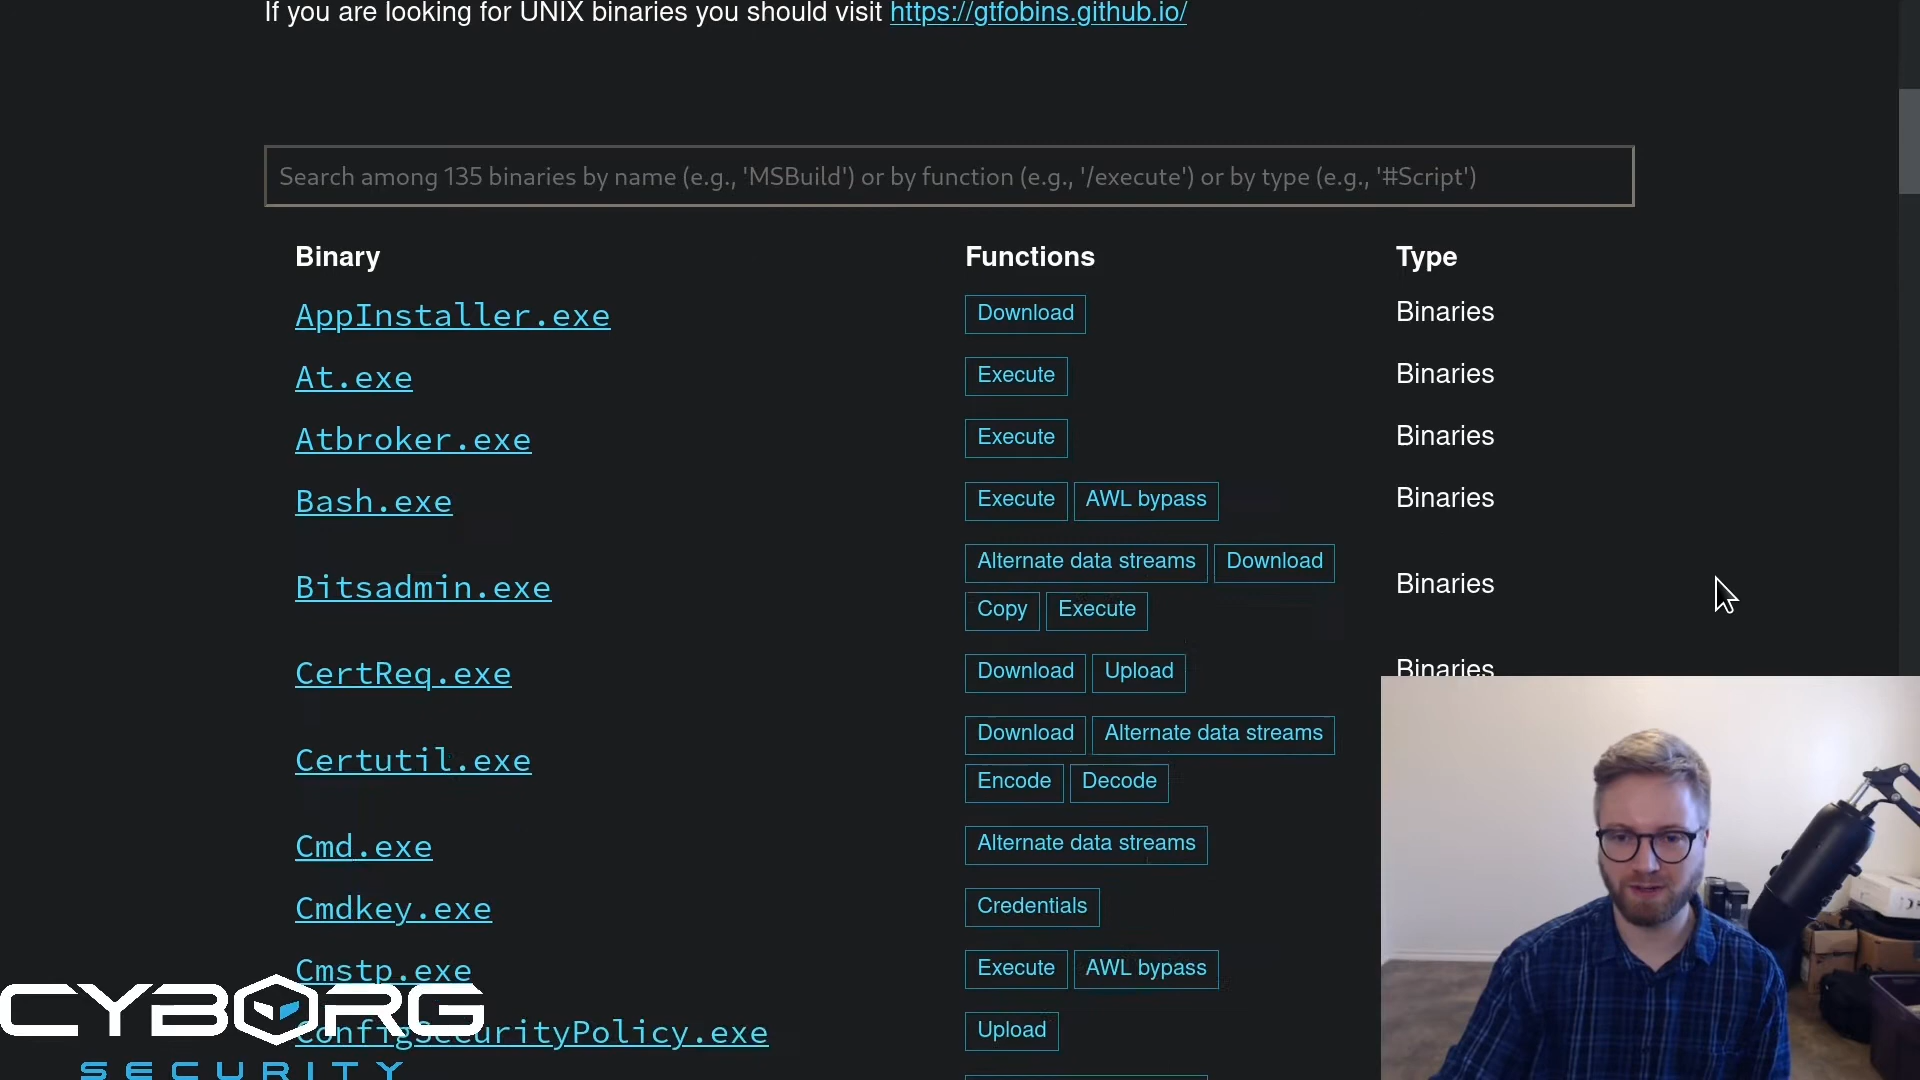 If you are looking for UNIX binaries you should visit https://gtfobins.github.io/
Search among 135 binaries by name (e.g., 'MSBuild') or by function (e.g., '/execute') or by type (e.g., '#Script')
Binary Functions Type
AppInstaller.exe Download Binaries
At.exe Execute Binaries
Atbroker.exe Execute Binaries
Bash.exe Execute AWL bypass Binaries
Bitsadmin.exe Alternate data streams Download Binaries
Copy Execute
CertReq.exe Download Upload Binaries
Certutil.exe Download Alternate data streams
Encode Decode
Cmd.exe Alternate data streams
Cmdkey.exe Credentials
Cmstp.exe Execute AWL bypass
ConfigSecurityPolicy.exe Upload
CYBORG
SECURITY